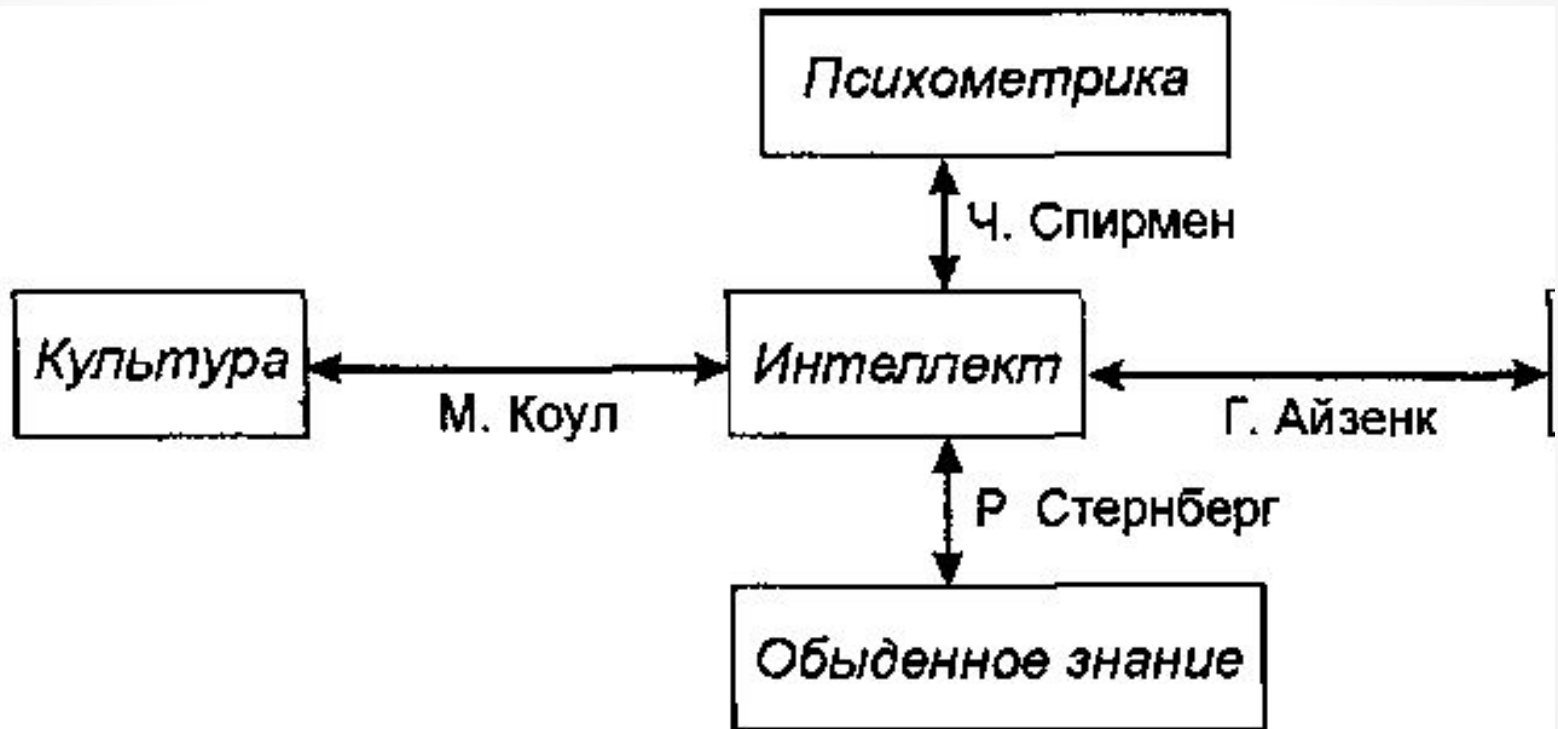 Психометрика
Ч. Спирмен
Культура
Интеллект
М. Коул
Г. Айзенк
Р Стернберг
Обыденное знание